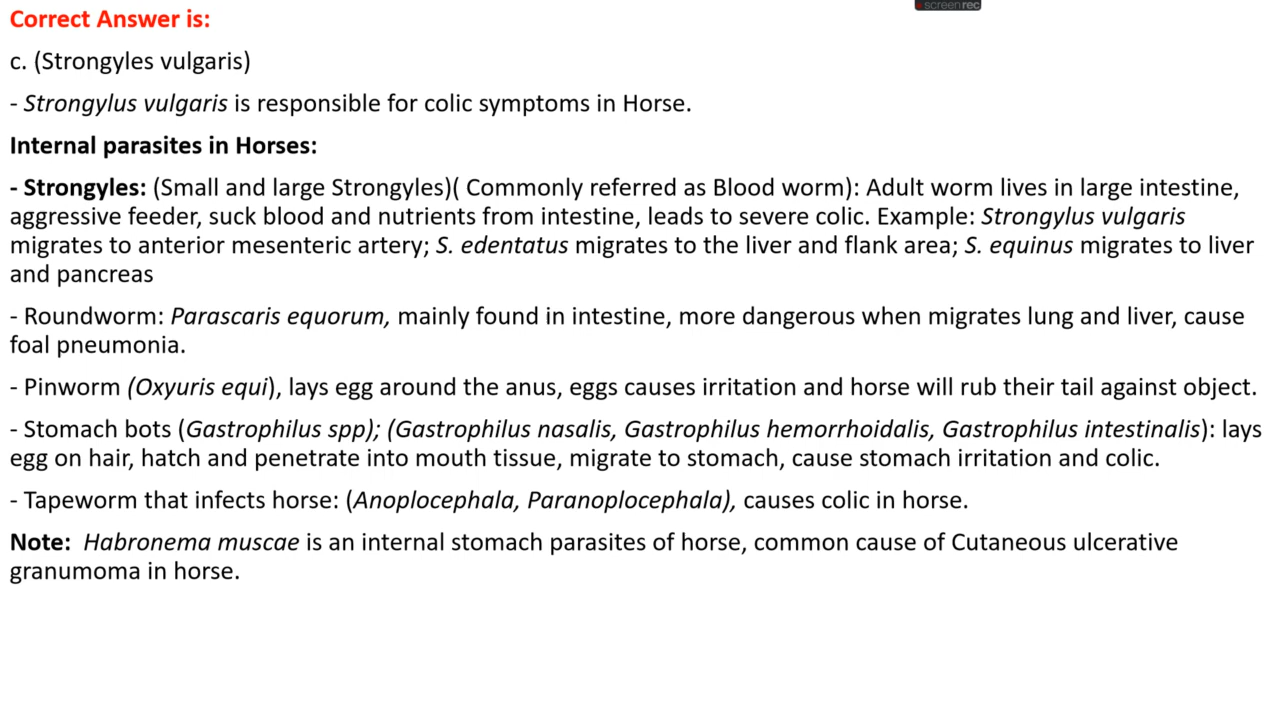 screenrec
Correct Answer is:
c. (Strongyles vulgaris)
- Strongylus vulgaris is responsible for colic symptoms in Horse.
Internal parasites in Horses:
- Strongyles: (Small and large Strongyles)( Commonly referred as Blood worm): Adult worm lives in large intestine,
aggressive feeder, suck blood and nutrients from intestine, leads to severe colic. Example: Strongylus vulgaris
migrates to anterior mesenteric artery; S. edentatus migrates to the liver and flank area; S. equinus migrates to liver
and pancreas
- Roundworm: Parascaris equorum, mainly found in intestine, more dangerous when migrates lung and liver, cause
foal pneumonia.
- Pinworm (Oxyuris equi), lays egg around the anus, eggs causes irritation and horse will rub their tail against object.
- Stomach bots (Gastrophilus spp); (Gastrophilus nasalis, Gastrophilus hemorrhoidalis, Gastrophilus intestinalis): lays
egg on hair, hatch and penetrate into mouth tissue, migrate to stomach, cause stomach irritation and colic.
- Tapeworm that infects horse: (Anoplocephala, Paranoplocephala), causes colic in horse.
Note: Habronema muscae is an internal stomach parasites of horse, common cause of Cutaneous ulcerative
granumoma in horse.